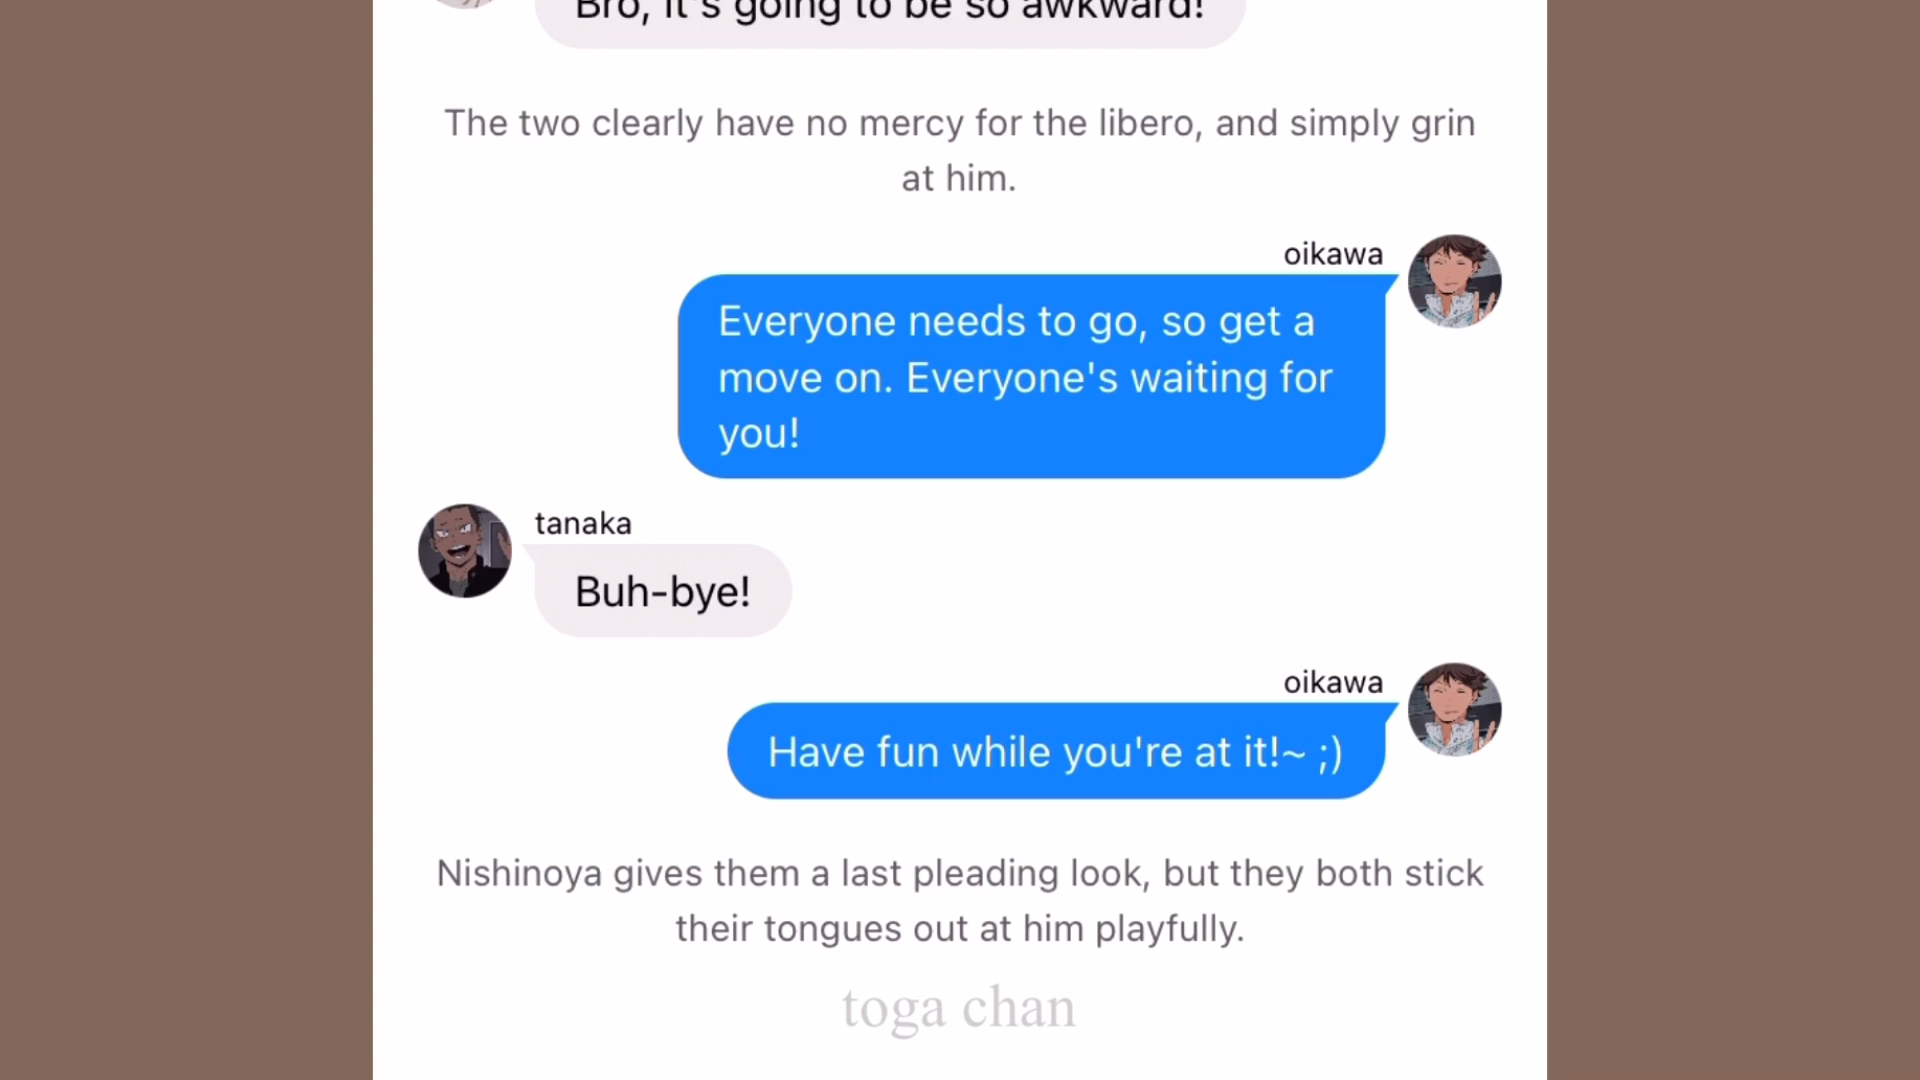 Bro, it's going to be so awkward!
The two clearly have no mercy for the libero, and simply grin
at him.
oikawa
Everyone needs to go, so get a
move on. Everyone's waiting for
you!
tanaka
Buh-bye!
oikawa
Have fun while you're at it!~ ;)
Nishinoya gives them a last pleading look, but they both stick
their tongues out at him playfully.
toga chan